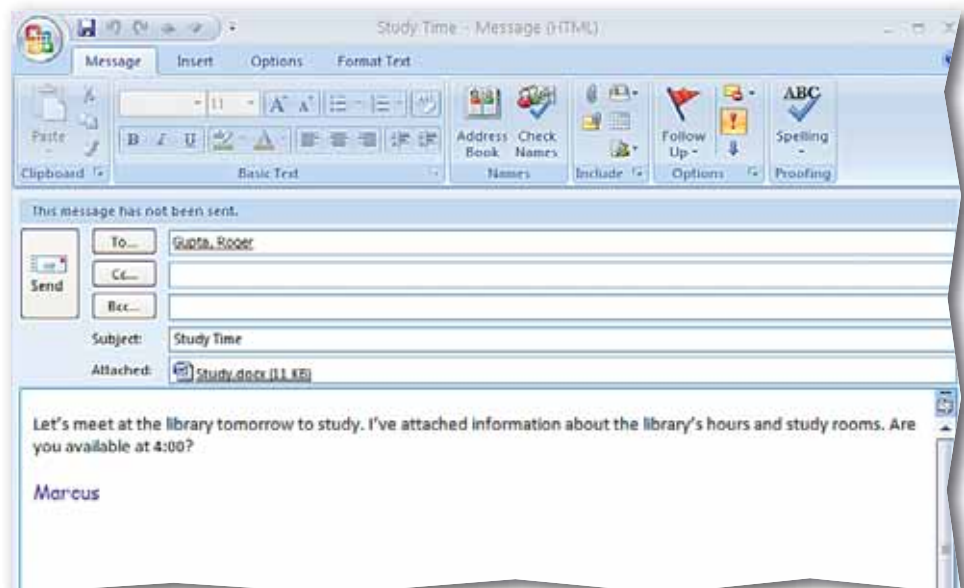 Study Time - Message (HTML)
Message Insert Options Format Text
Paste
Clipboard
11 A A
B I U A
Basic Text
Address Book
Check Names
Names
Include
Follow Up
Options
ABC
Spelling
Proofing
This message has not been sent.
Send
To... Gupta, Roger
Cc...
Bcc...
Subject: Study Time
Attached: Study.docx (11 KB)
Let's meet at the library tomorrow to study. I've attached information about the library's hours and study rooms. Are
you available at 4:00?
Marcus